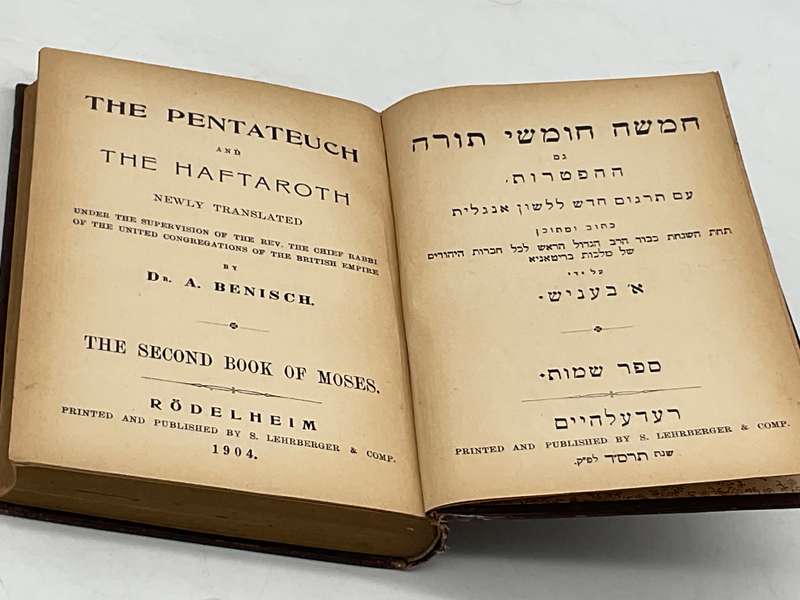 THE PENTATEUCH
AND
THE HAFTAROTH
NEWLY TRANSLATED
UNDER THE SUPERVISION OF THE REV. THE CHIEF RABBI
OF THE UNITED CONGREGATIONS OF THE BRITISH EMPIRE
BY
DR. A. BENISCH.
THE SECOND BOOK OF MOSES.
RÖDELHEIM
PRINTED AND PUBLISHED BY S. LEHRBERGER & COMP.
1904.
חמשה חומשי תורה
גם
ההפטרות.
עם תרגום חדש ללשון אנגלית
כתוב ומתוכן
תחת השגחת כבוד הרב הגדול הראש לכל חברות היהודים
של מלכות בריטאניא
על ידי
א׳ בעניש.
ספר שמות.
רעדעלהיים
PRINTED AND PUBLISHED BY S. LEHRBERGER & COMP.
שנת תרס״ד לפ״ק.